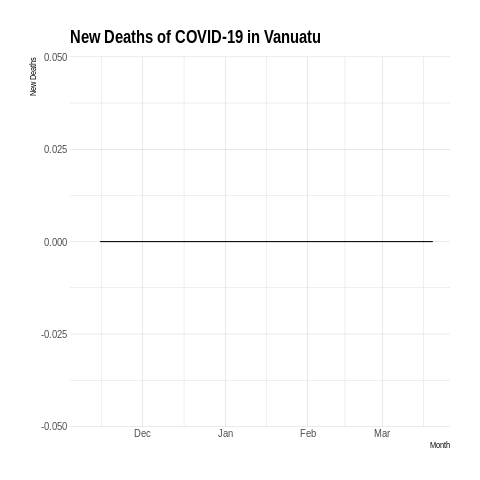 New Deaths of COVID-19 in Vanuatu
New Deaths
0.050
0.025
0.000
-0.025
-0.050
Dec Jan Feb Mar
Month